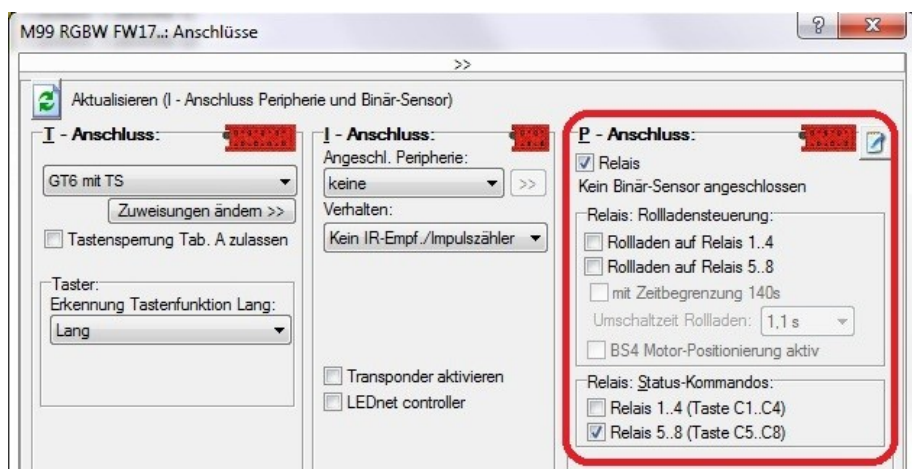 M99 RGBW FW17..: Anschlüsse
>>
Aktualisieren (I - Anschluss Peripherie und Binär-Sensor)
T - Anschluss:
GT6 mit TS
Zuweisungen ändern >>
Tastensperrung Tab. A zulassen
Taster:
Erkennung Tastenfunktion Lang:
Lang
I - Anschluss:
Angeschl. Peripherie:
keine >>
Verhalten:
Kein IR-Empf./Impulszähler
Transponder aktivieren
LEDnet controller
P - Anschluss:
Relais
Kein Binär-Sensor angeschlossen
Relais: Rollladensteuerung:
Rollladen auf Relais 1..4
Rollladen auf Relais 5..8
mit Zeitbegrenzung 140s
Umschaltzeit Rollladen: 1,1 s
BS4 Motor-Positionierung aktiv
Relais: Status-Kommandos:
Relais 1..4 (Taste C1..C4)
Relais 5..8 (Taste C5..C8)